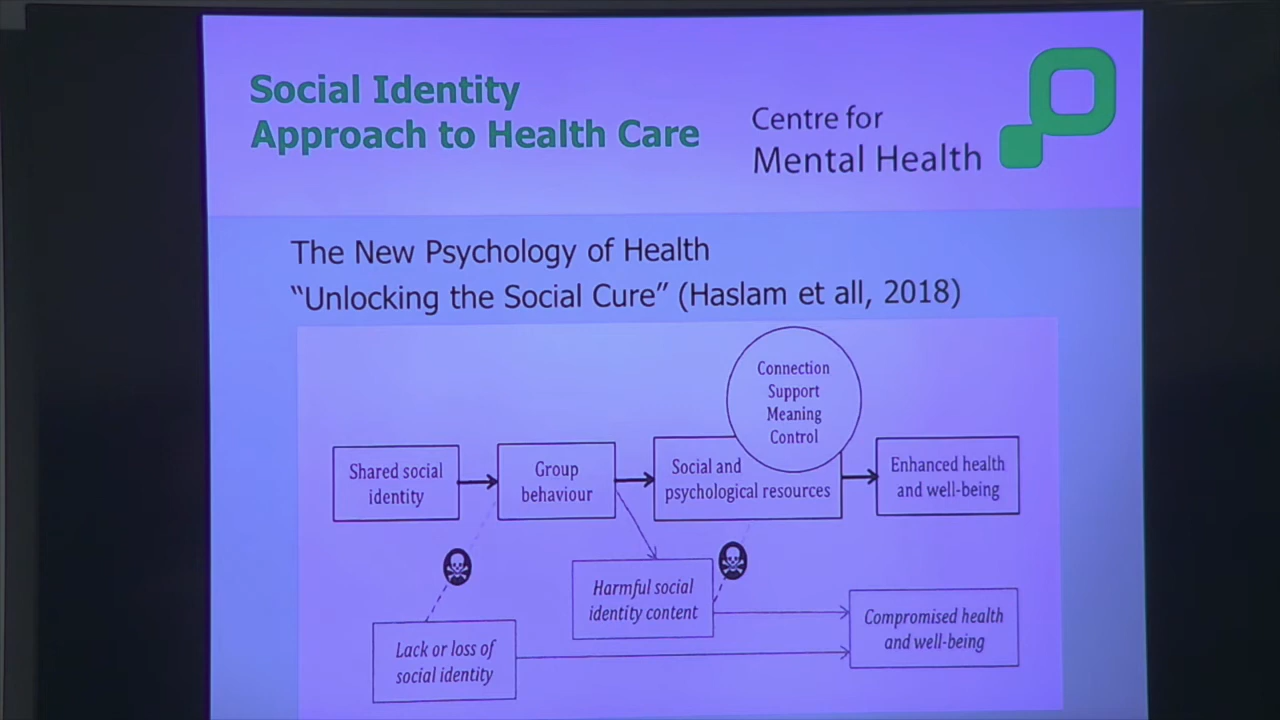 Social Identity
Approach to Health Care
Centre for
Mental Health
The New Psychology of Health
“Unlocking the Social Cure” (Haslam et all, 2018)
Connection
Support
Meaning
Control
Shared social
identity
Group
behaviour
Social and
psychological resources
Enhanced health
and well-being
Harmful social
identity content
Lack or loss of
social identity
Compromised health
and well-being